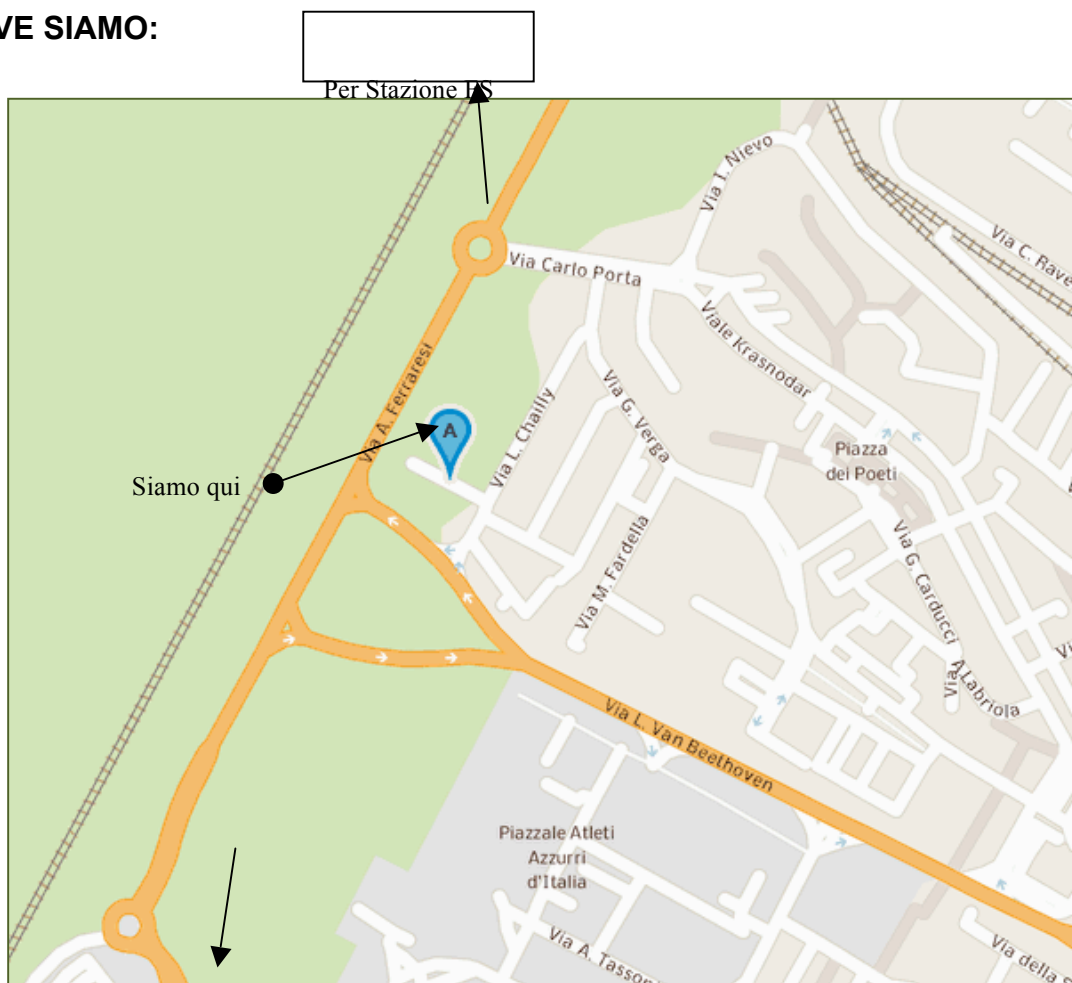 VE SIAMO:
Per Stazione FS
Via I. Nievo
Via C. Rave
Via Carlo Porta
Viale Krasnodar
Via A. Ferraresi
Via L. Chailly
Via G. Verga
A
Piazza
dei Poeti
Siamo qui
Via M. Fardella
Via G. Carducci
Vi
Via A Labriola
Via L. Van Beethoven
Piazzale Atleti
Azzurri
d'Italia
Via A. Tasson
Via della S